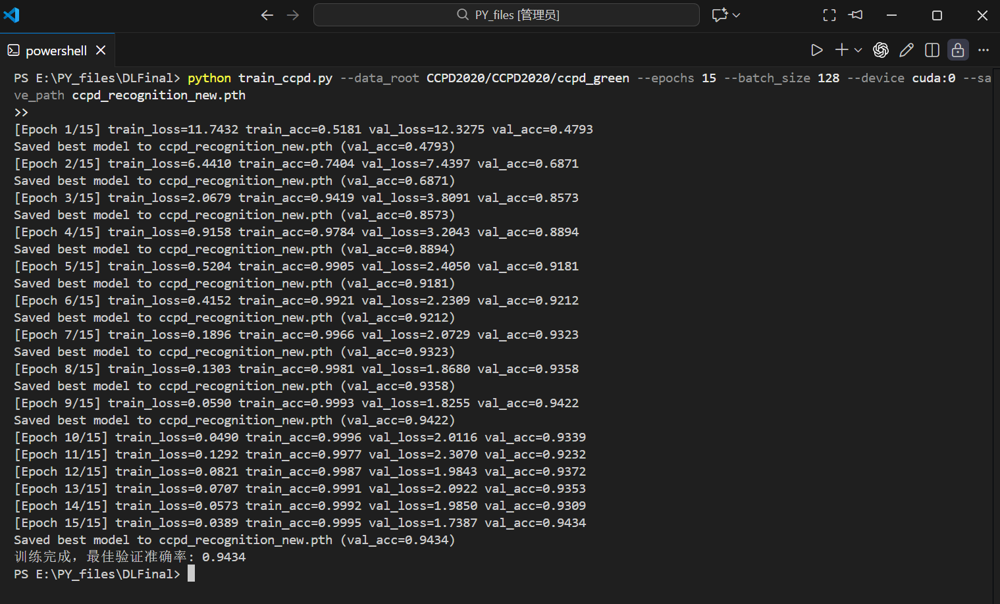 PY_files [管理员]
powershell
PS E:\PY_files\DLFinal> python train_ccpd.py --data_root CCPD2020/CCPD2020/ccpd_green --epochs 15 --batch_size 128 --device cuda:0 --sa
ve_path ccpd_recognition_new.pth
>>
[Epoch 1/15] train_loss=11.7432 train_acc=0.5181 val_loss=12.3275 val_acc=0.4793
Saved best model to ccpd_recognition_new.pth (val_acc=0.4793)
[Epoch 2/15] train_loss=6.4410 train_acc=0.7404 val_loss=7.4397 val_acc=0.6871
Saved best model to ccpd_recognition_new.pth (val_acc=0.6871)
[Epoch 3/15] train_loss=2.0679 train_acc=0.9419 val_loss=3.8091 val_acc=0.8573
Saved best model to ccpd_recognition_new.pth (val_acc=0.8573)
[Epoch 4/15] train_loss=0.9158 train_acc=0.9784 val_loss=3.2043 val_acc=0.8894
Saved best model to ccpd_recognition_new.pth (val_acc=0.8894)
[Epoch 5/15] train_loss=0.5204 train_acc=0.9905 val_loss=2.4050 val_acc=0.9181
Saved best model to ccpd_recognition_new.pth (val_acc=0.9181)
[Epoch 6/15] train_loss=0.4152 train_acc=0.9921 val_loss=2.2309 val_acc=0.9212
Saved best model to ccpd_recognition_new.pth (val_acc=0.9212)
[Epoch 7/15] train_loss=0.1896 train_acc=0.9966 val_loss=2.0729 val_acc=0.9323
Saved best model to ccpd_recognition_new.pth (val_acc=0.9323)
[Epoch 8/15] train_loss=0.1303 train_acc=0.9981 val_loss=1.8680 val_acc=0.9358
Saved best model to ccpd_recognition_new.pth (val_acc=0.9358)
[Epoch 9/15] train_loss=0.0590 train_acc=0.9993 val_loss=1.8255 val_acc=0.9422
Saved best model to ccpd_recognition_new.pth (val_acc=0.9422)
[Epoch 10/15] train_loss=0.0490 train_acc=0.9996 val_loss=2.0116 val_acc=0.9339
[Epoch 11/15] train_loss=0.1292 train_acc=0.9977 val_loss=2.3070 val_acc=0.9232
[Epoch 12/15] train_loss=0.0821 train_acc=0.9987 val_loss=1.9843 val_acc=0.9372
[Epoch 13/15] train_loss=0.0707 train_acc=0.9991 val_loss=2.0922 val_acc=0.9353
[Epoch 14/15] train_loss=0.0573 train_acc=0.9992 val_loss=1.9850 val_acc=0.9309
[Epoch 15/15] train_loss=0.0389 train_acc=0.9995 val_loss=1.7387 val_acc=0.9434
Saved best model to ccpd_recognition_new.pth (val_acc=0.9434)
训练完成，最佳验证准确率: 0.9434
PS E:\PY_files\DLFinal>